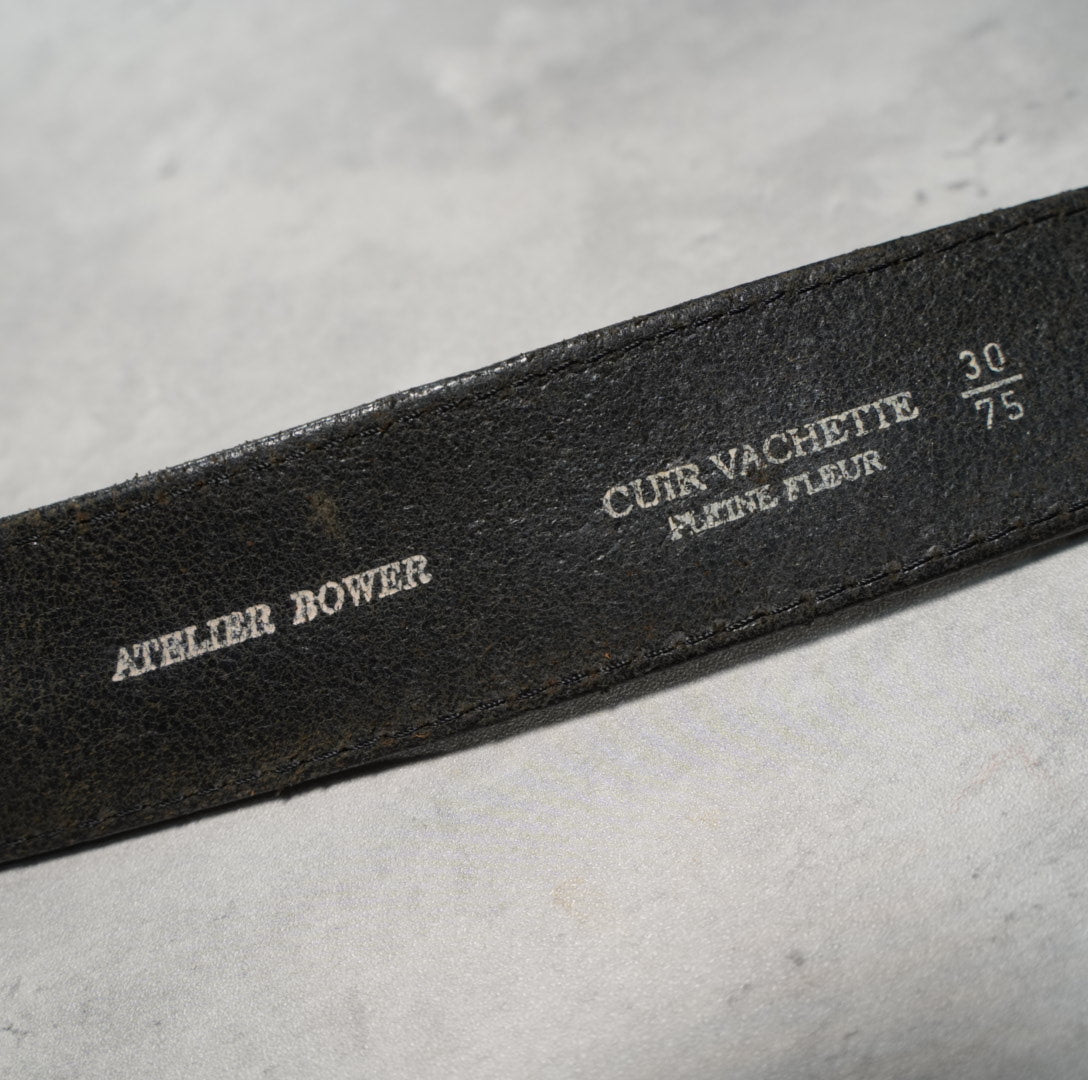 ATELIER BOWER
CUIR VACHETTE
PLEINE FLEUR
30
75